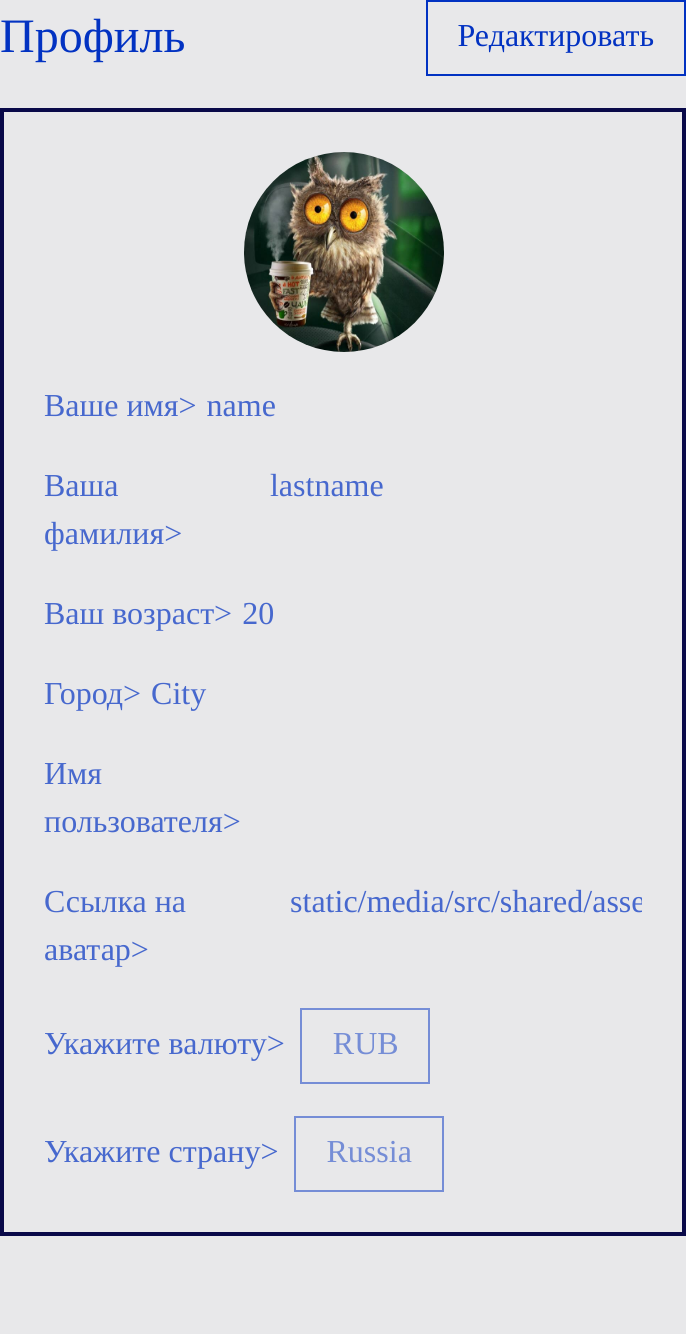 Профиль
Редактировать
Ваше имя> name
Ваша lastname
фамилия>
Ваш возраст> 20
Город> City
Имя
пользователя>
Ссылка на static/media/src/shared/asse
аватар>
Укажите валюту> RUB
Укажите страну> Russia